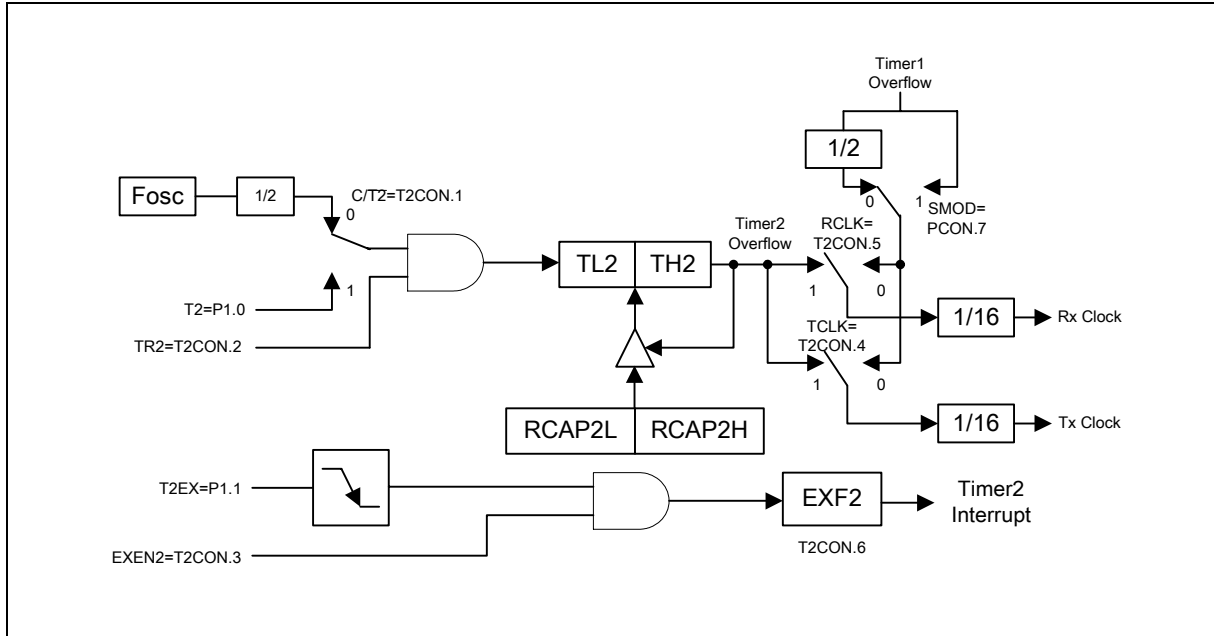 Timer1
Overflow
1/2
Fosc
1/2
C/T2=T2CON.1
0
0
1
SMOD=
PCON.7
Timer2
Overflow
RCLK=
T2CON.5
TL2
TH2
1
0
T2=P1.0
1
TR2=T2CON.2
1/16
Rx Clock
TCLK=
T2CON.4
1
0
RCAP2L
RCAP2H
1/16
Tx Clock
T2EX=P1.1
EXF2
Timer2
Interrupt
EXEN2=T2CON.3
T2CON.6